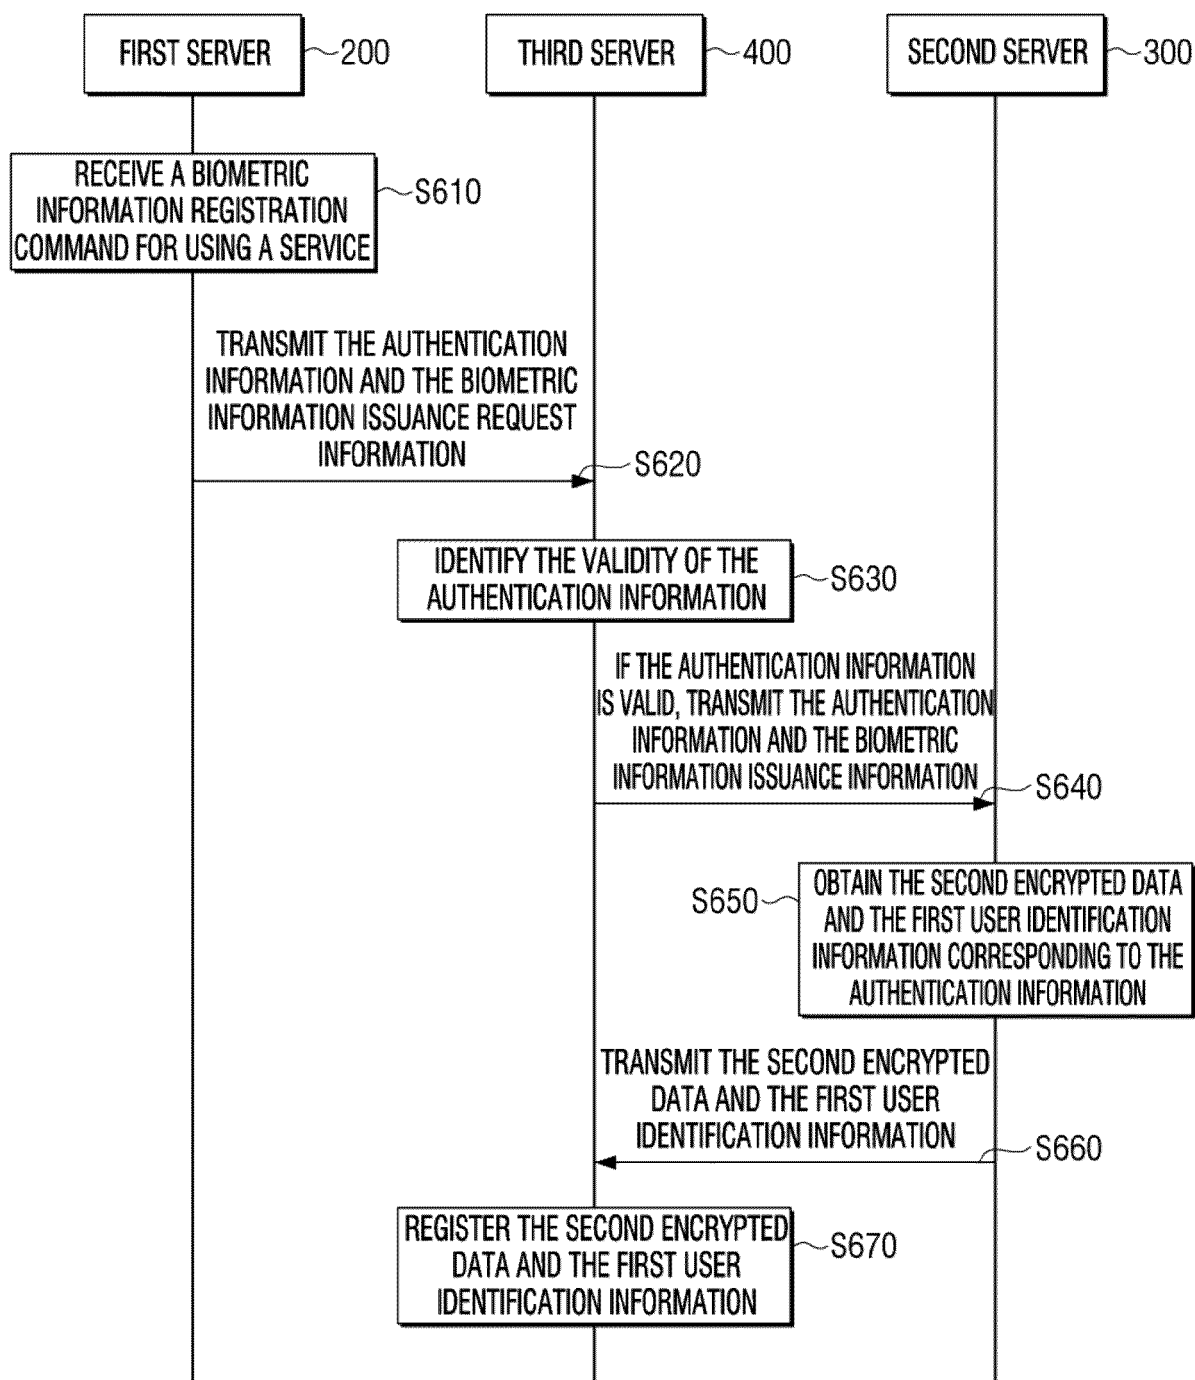 FIRST SERVER
200
THIRD SERVER
400
SECOND SERVER
300
RECEIVE A BIOMETRIC
INFORMATION REGISTRATION
COMMAND FOR USING A SERVICE
S610
TRANSMIT THE AUTHENTICATION
INFORMATION AND THE BIOMETRIC
INFORMATION ISSUANCE REQUEST
INFORMATION
S620
IDENTIFY THE VALIDITY OF THE
AUTHENTICATION INFORMATION
S630
IF THE AUTHENTICATION INFORMATION
IS VALID, TRANSMIT THE AUTHENTICATION
INFORMATION AND THE BIOMETRIC
INFORMATION ISSUANCE INFORMATION
S640
S650
OBTAIN THE SECOND ENCRYPTED DATA
AND THE FIRST USER IDENTIFICATION
INFORMATION CORRESPONDING TO THE
AUTHENTICATION INFORMATION
TRANSMIT THE SECOND ENCRYPTED
DATA AND THE FIRST USER
IDENTIFICATION INFORMATION
S660
REGISTER THE SECOND ENCRYPTED
DATA AND THE FIRST USER
IDENTIFICATION INFORMATION
S670